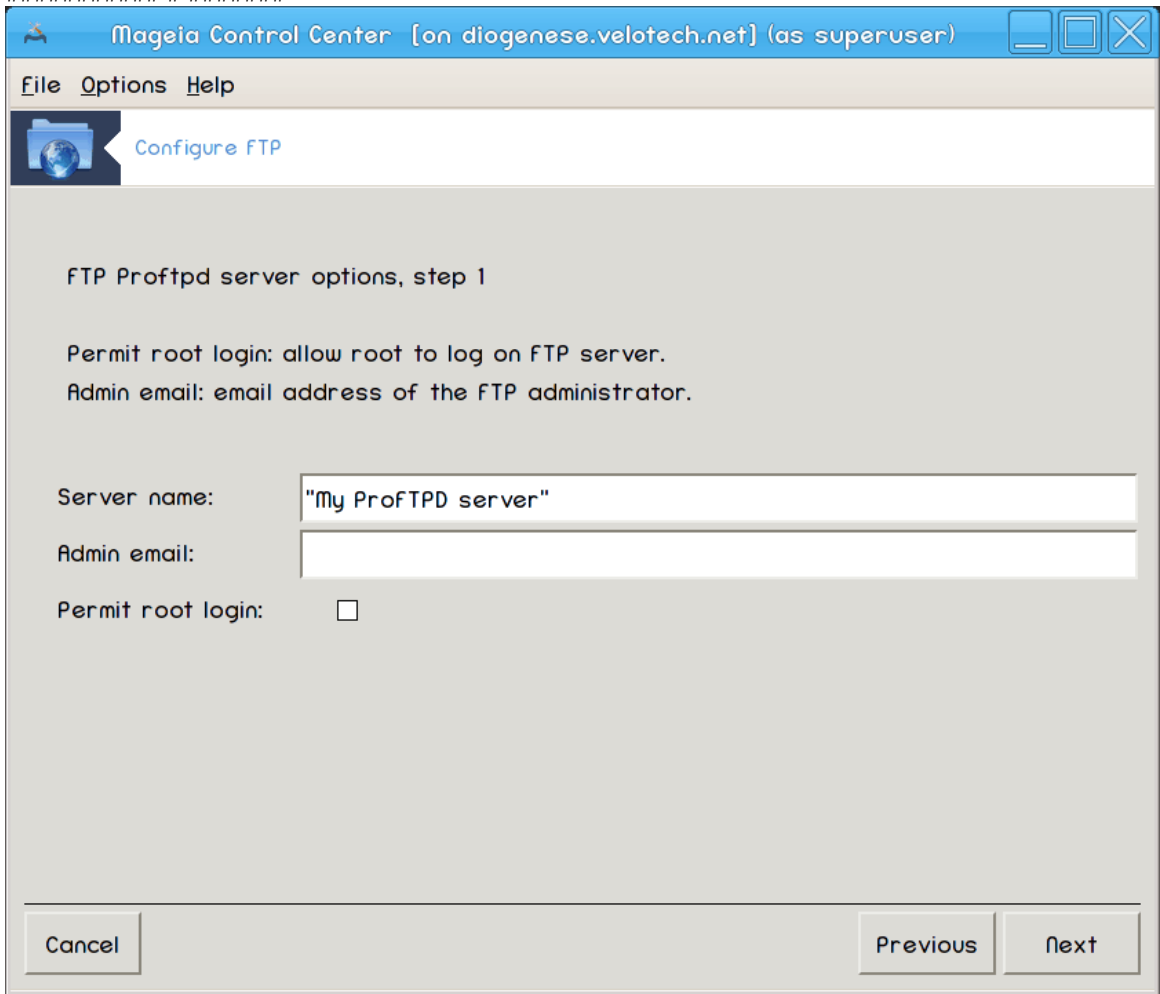 Mageia Control Center [on diogenese.velotech.net] (as superuser)
File Options Help
Configure FTP
FTP Proftpd server options, step 1
Permit root login: allow root to log on FTP server.
Admin email: email address of the FTP administrator.
Server name: "My ProFTPD server"
Admin email:
Permit root login:
Cancel Previous Next